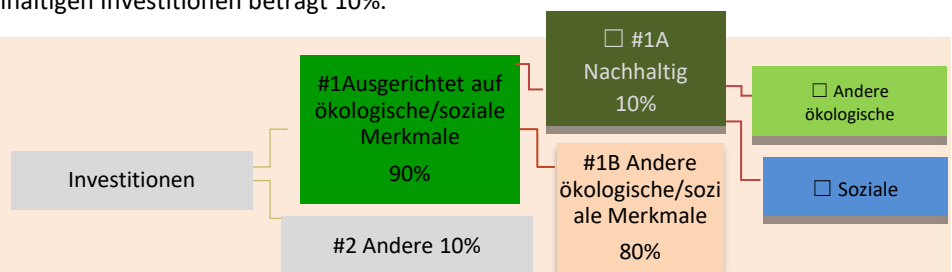 haltigen Investitionen beträgt 10%.
Investitionen
#1Ausgerichtet auf
ökologische/soziale
Merkmale
90%
#2 Andere 10%
☐ #1A
Nachhaltig
10%
#1B Andere
ökologische/sozi
ale Merkmale
80%
☐ Andere
ökologische
☐ Soziale